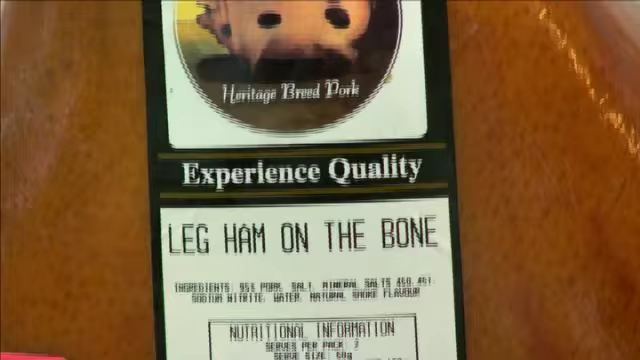 Heritage Breed Pork
Experience Quality
LEG HAM ON THE BONE
INGREDIENTS: 95% PORK, SALT, MINERAL SALTS 450, 451,
SODIUM NITRITE, WATER, NATURAL SMOKE FLAVOUR
NUTRITIONAL INFORMATION
SERVES PER PACK: 
SERVE SIZE: 50g